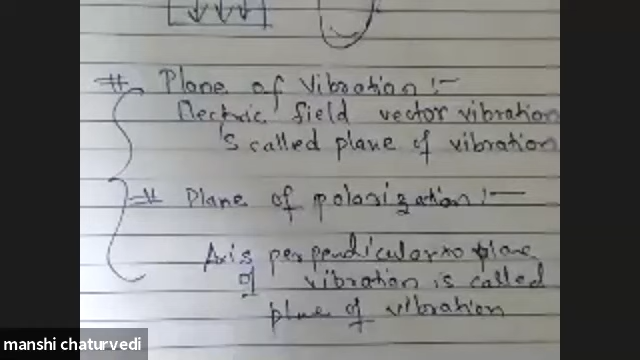 # Plane of vibration :-
Electric field vector vibration
is called plane of vibration
# Plane of polarization :-
Axis perpendicular to plane
of vibration is called
plane of vibration
manshi chaturvedi